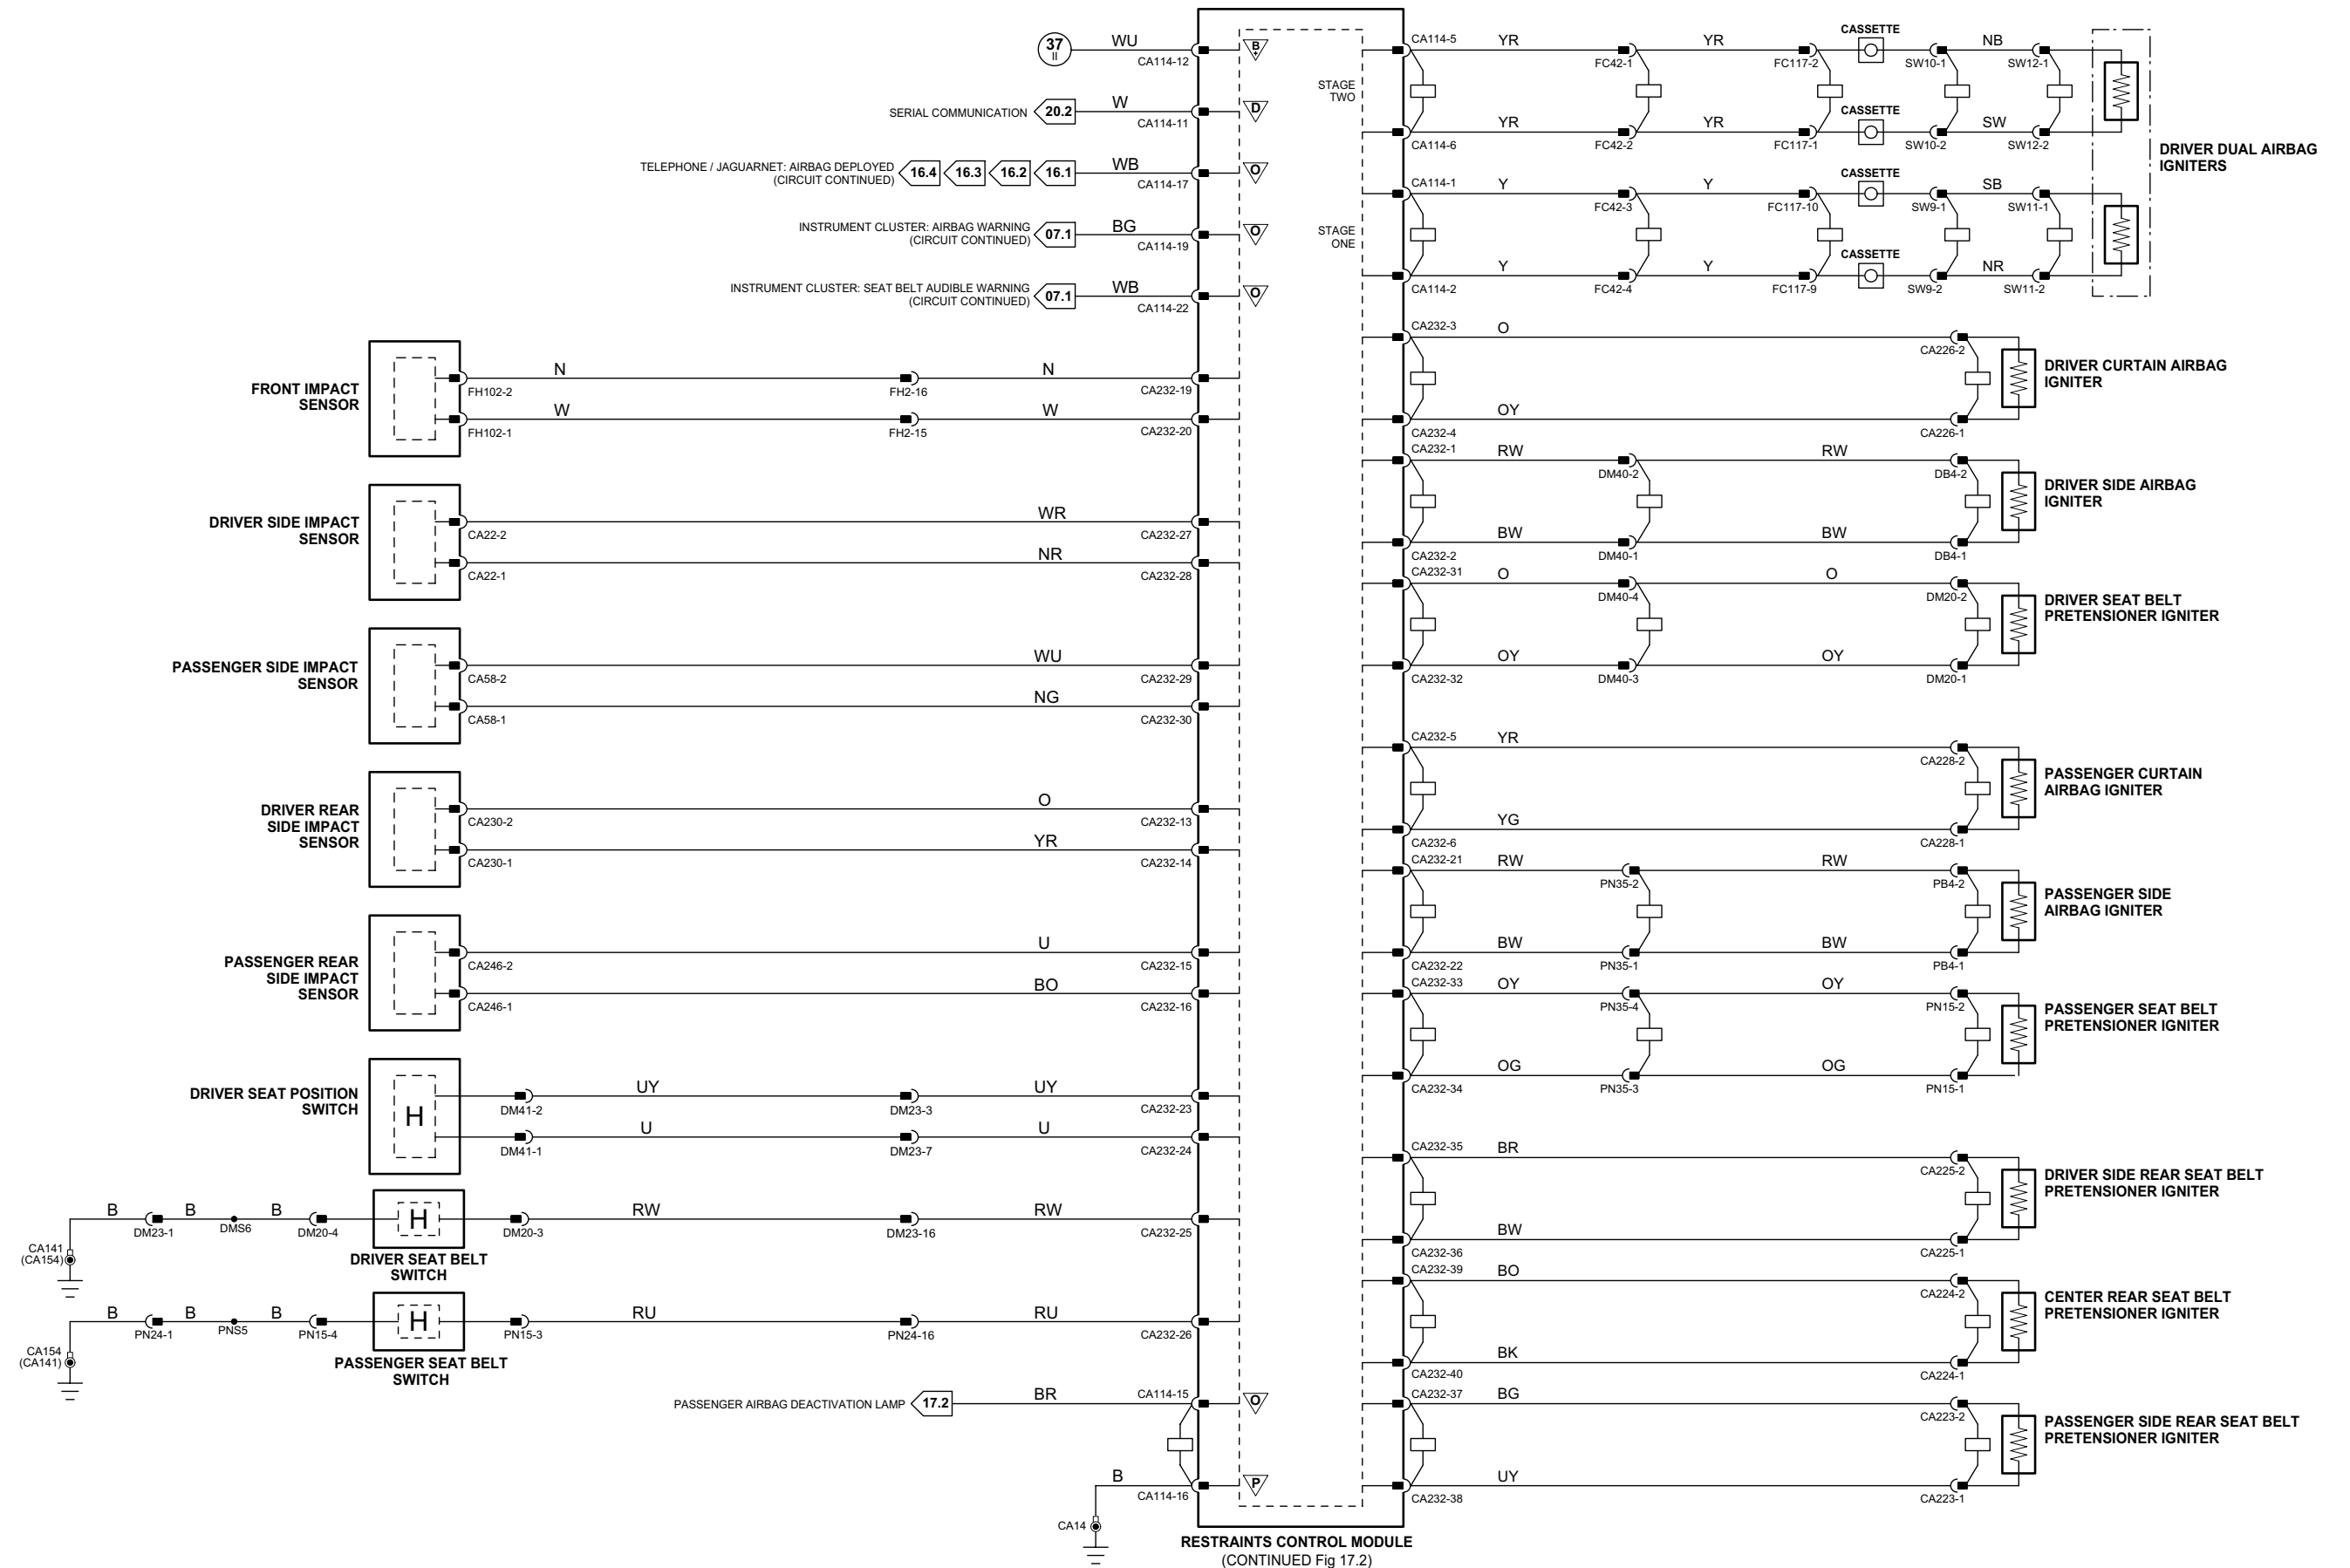 37
II
WU
CA114-12
B
+
SERIAL COMMUNICATION
20.2
W
CA114-11
D
TELEPHONE / JAGUARNET: AIRBAG DEPLOYED
(CIRCUIT CONTINUED)
16.4
16.3
16.2
16.1
WB
CA114-17
O
INSTRUMENT CLUSTER: AIRBAG WARNING
(CIRCUIT CONTINUED)
07.1
BG
CA114-19
O
INSTRUMENT CLUSTER: SEAT BELT AUDIBLE WARNING
(CIRCUIT CONTINUED)
07.1
WB
CA114-22
O
FRONT IMPACT
SENSOR
FH102-2
N
FH2-16
N
CA232-19
FH102-1
W
FH2-15
W
CA232-20
DRIVER SIDE IMPACT
SENSOR
CA22-2
WR
CA232-27
CA22-1
NR
CA232-28
PASSENGER SIDE IMPACT
SENSOR
CA58-2
WU
CA232-29
CA58-1
NG
CA232-30
DRIVER REAR
SIDE IMPACT
SENSOR
CA230-2
O
CA232-13
CA230-1
YR
CA232-14
PASSENGER REAR
SIDE IMPACT
SENSOR
CA246-2
U
CA232-15
CA246-1
BO
CA232-16
DRIVER SEAT POSITION
SWITCH
H
DM41-2
UY
DM23-3
UY
CA232-23
DM41-1
U
DM23-7
U
CA232-24
CA141
(CA154)
B
DM23-1
B
DMS6
B
DM20-4
H
DRIVER SEAT BELT
SWITCH
DM20-3
RW
DM23-16
RW
CA232-25
CA154
(CA141)
B
PN24-1
B
PNS5
B
PN15-4
H
PASSENGER SEAT BELT
SWITCH
PN15-3
RU
PN24-16
RU
CA232-26
PASSENGER AIRBAG DEACTIVATION LAMP
17.2
BR
CA114-15
O
B
CA114-16
P
CA14
RESTRAINTS CONTROL MODULE
(CONTINUED Fig 17.2)
STAGE
TWO
CA114-5
YR
FC42-1
YR
FC117-2
CASSETTE
SW10-1
NB
SW12-1
CA114-6
YR
FC42-2
YR
FC117-1
CASSETTE
SW10-2
SW
SW12-2
DRIVER DUAL AIRBAG
IGNITERS
STAGE
ONE
CA114-1
Y
FC42-3
Y
FC117-10
CASSETTE
SW9-1
SB
SW11-1
CA114-2
Y
FC42-4
Y
FC117-9
CASSETTE
SW9-2
NR
SW11-2
CA232-3
O
CA226-2
DRIVER CURTAIN AIRBAG
IGNITER
CA232-4
OY
CA226-1
CA232-1
RW
DM40-2
RW
DB4-2
DRIVER SIDE AIRBAG
IGNITER
CA232-2
BW
DM40-1
BW
DB4-1
CA232-31
O
DM40-4
O
DM20-2
DRIVER SEAT BELT
PRETENSIONER IGNITER
CA232-32
OY
DM40-3
OY
DM20-1
CA232-5
YR
CA228-2
PASSENGER CURTAIN
AIRBAG IGNITER
CA232-6
YG
CA228-1
CA232-21
RW
PN35-2
RW
PB4-2
PASSENGER SIDE
AIRBAG IGNITER
CA232-22
BW
PN35-1
BW
PB4-1
CA232-33
OY
PN35-4
OY
PN15-2
PASSENGER SEAT BELT
PRETENSIONER IGNITER
CA232-34
OG
PN35-3
OG
PN15-1
CA232-35
BR
CA225-2
DRIVER SIDE REAR SEAT BELT
PRETENSIONER IGNITER
CA232-36
BW
CA225-1
CA232-39
BO
CA224-2
CENTER REAR SEAT BELT
PRETENSIONER IGNITER
CA232-40
BK
CA224-1
CA232-37
BG
CA223-2
PASSENGER SIDE REAR SEAT BELT
PRETENSIONER IGNITER
CA232-38
UY
CA223-1